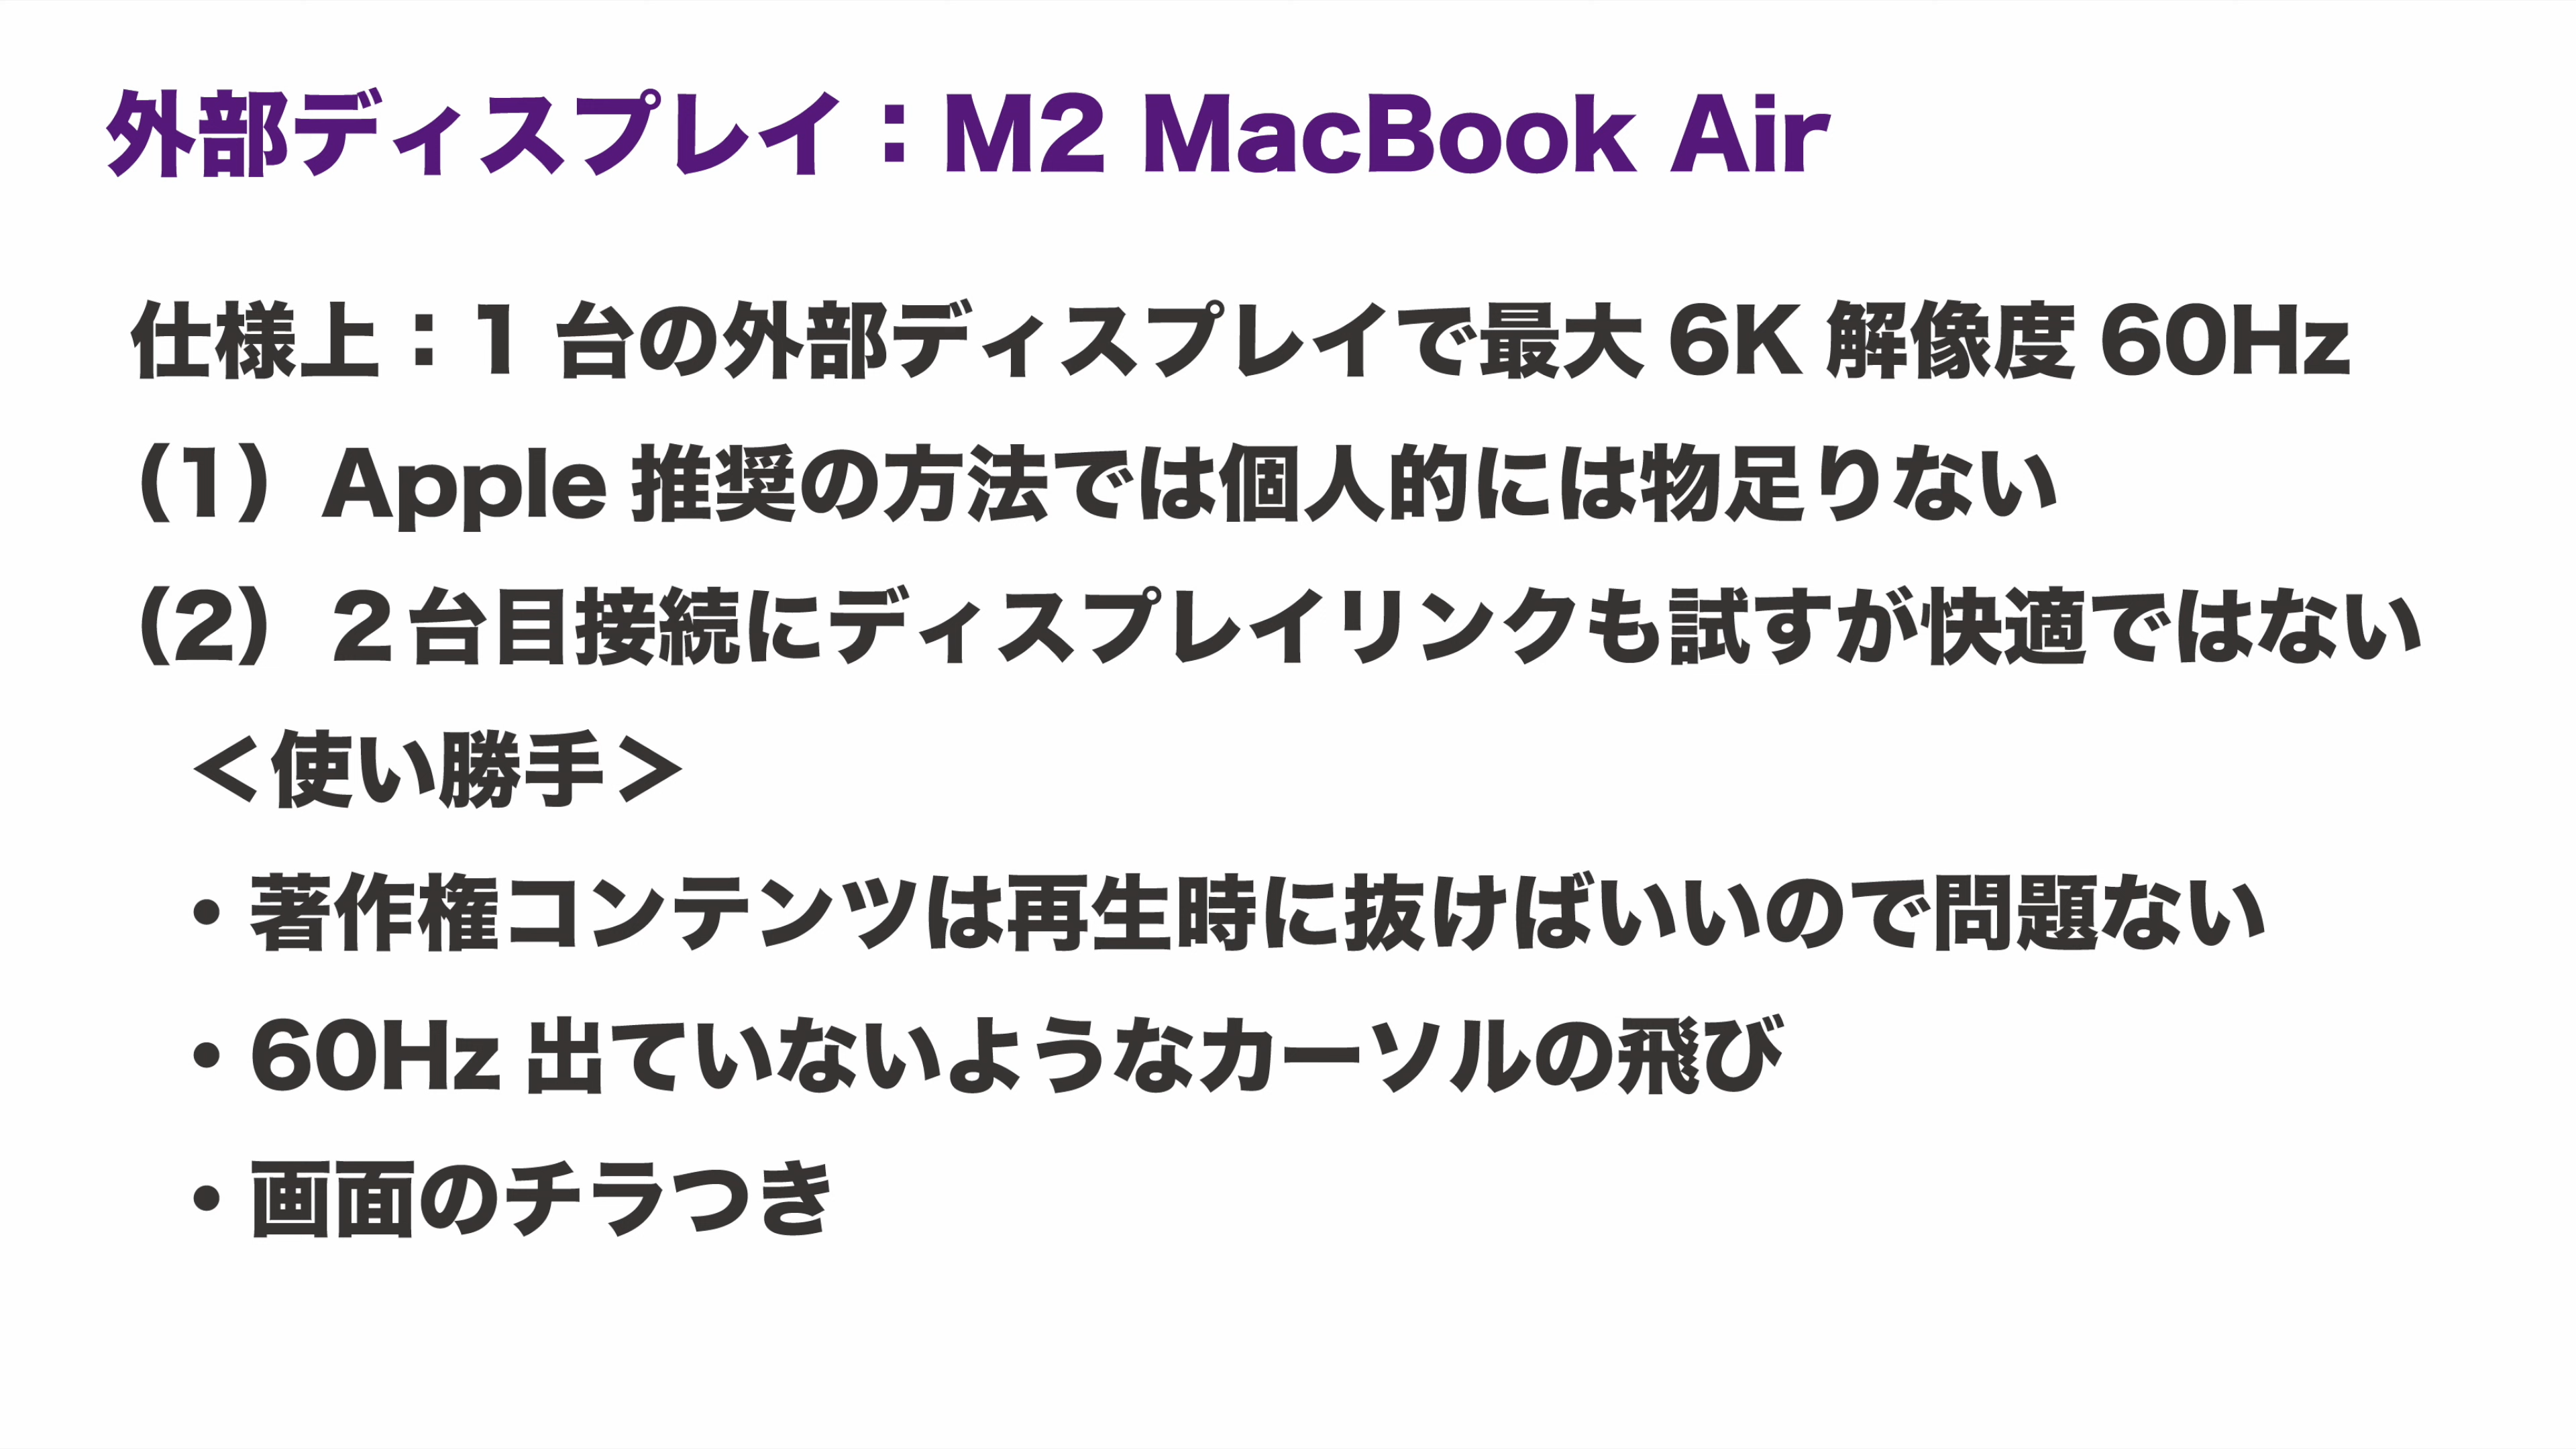 外部ディスプレイ：M2 MacBook Air
仕様上：1 台の外部ディスプレイで最大 6K 解像度 60Hz
（1）Apple 推奨の方法では個人的には物足りない
（2）２台目接続にディスプレイリンクも試すが快適ではない
＜使い勝手＞
・著作権コンテンツは再生時に抜けばいいので問題ない
・60Hz 出ていないようなカーソルの飛び
・画面のチラつき